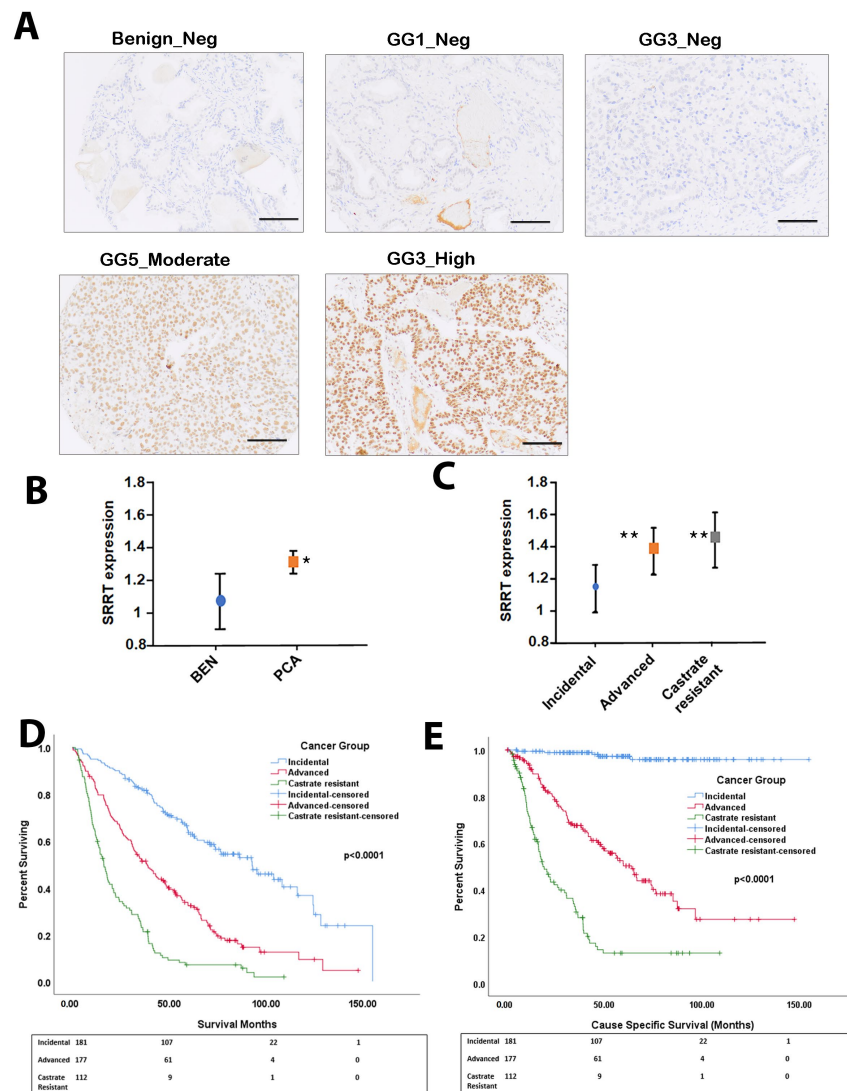 A
Benign_Neg
GG1_Neg
GG3_Neg
GG5_Moderate
GG3_High
B
SRRT expression
1.8
1.6
1.4
1.2
1
0.8
*
BEN
PCA
C
SRRT expression
1.8
1.6
1.4
1.2
1
0.8
**
**
Incidental
Advanced
Castrate
resistant
D
Percent Surviving
1.0
0.8
0.6
0.4
0.2
0.0
Cancer Group
Incidental
Advanced
Castrate resistant
Incidental-censored
Advanced-censored
Castrate resistant-censored
p<0.0001
0.00 50.00 100.00 150.00
Survival Months
Incidental 181 107 22 1
Advanced 177 61 4 0
Castrate 112 9 1 0
Resistant
E
Percent Surviving
1.0
0.8
0.6
0.4
0.2
0.0
Cancer Group
Incidental
Advanced
Castrate resistant
Incidental-censored
Advanced-censored
Castrate resistant-censored
p<0.0001
0.00 50.00 100.00 150.00
Cause Specific Survival (Months)
Incidental 181 107 22 1
Advanced 177 61 4 0
Castrate 112 9 1 0
Resistant